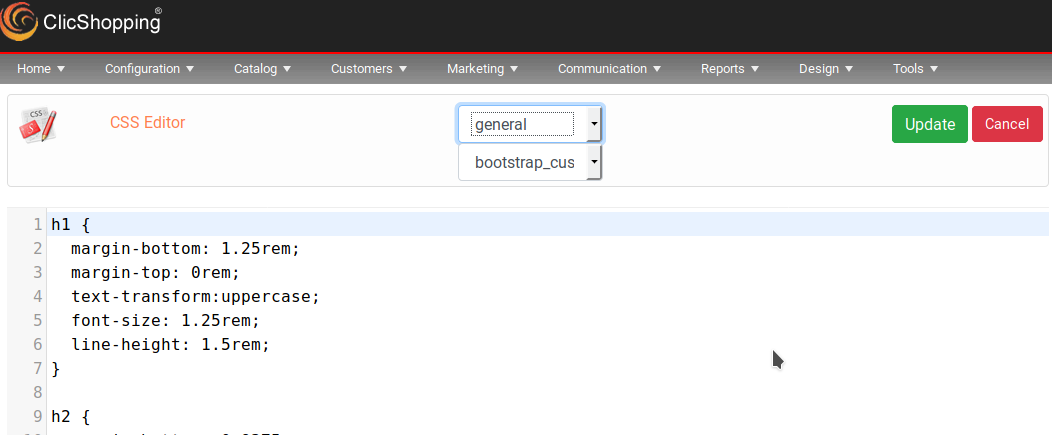 ClicShopping®
Home Configuration Catalog Customers Marketing Communication Reports Design Tools
CSS
CSS Editor
general
Update
Cancel
bootstrap_cus
1 h1 {
2 margin-bottom: 1.25rem;
3 margin-top: 0rem;
4 text-transform:uppercase;
5 font-size: 1.25rem;
6 line-height: 1.5rem;
7 }
8
9 h2 {